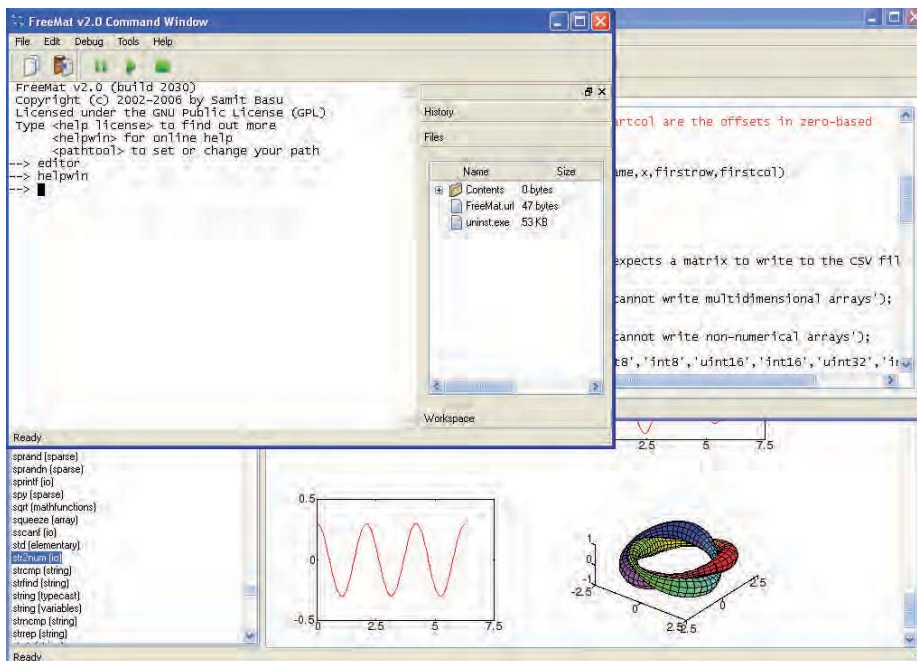 FreeMat v2.0 Command Window
File Edit Debug Tools Help
FreeMat v2.0 (build 2030)
Copyright (c) 2002-2006 by Samit Basu
Licensed under the GNU Public License (GPL)
Type <help license> to find out more
<helpwin> for online help
<pathtool> to set or change your path
--> editor
--> helpwin
-->
History
Files
Name Size
Contents 0 bytes
FreeMat.url 47 bytes
uninst.exe 53 KB
Workspace
Ready
artcol are the offsets in zero-based
ame,x,firstrow,firstcol)
expects a matrix to write to the CSV fil
cannot write multidimensional arrays');
cannot write non-numerical arrays');
t8','int8','uint16','int16','uint32','i
sprand (sparse)
sprandn (sparse)
sprintf (io)
spy (sparse)
sqrt (mathfunctions)
squeeze (array)
sscanf (io)
std (elementary)
str2num (io)
strcmp (string)
strfind (string)
string (typecast)
string (variables)
strncmp (string)
strrep (string)
Ready
2.5 5 7.5
0.5
0
-0.5
0 2.5 5 7.5
1
0
-1
-2.5
0
2.5
2.5
0
-2.5